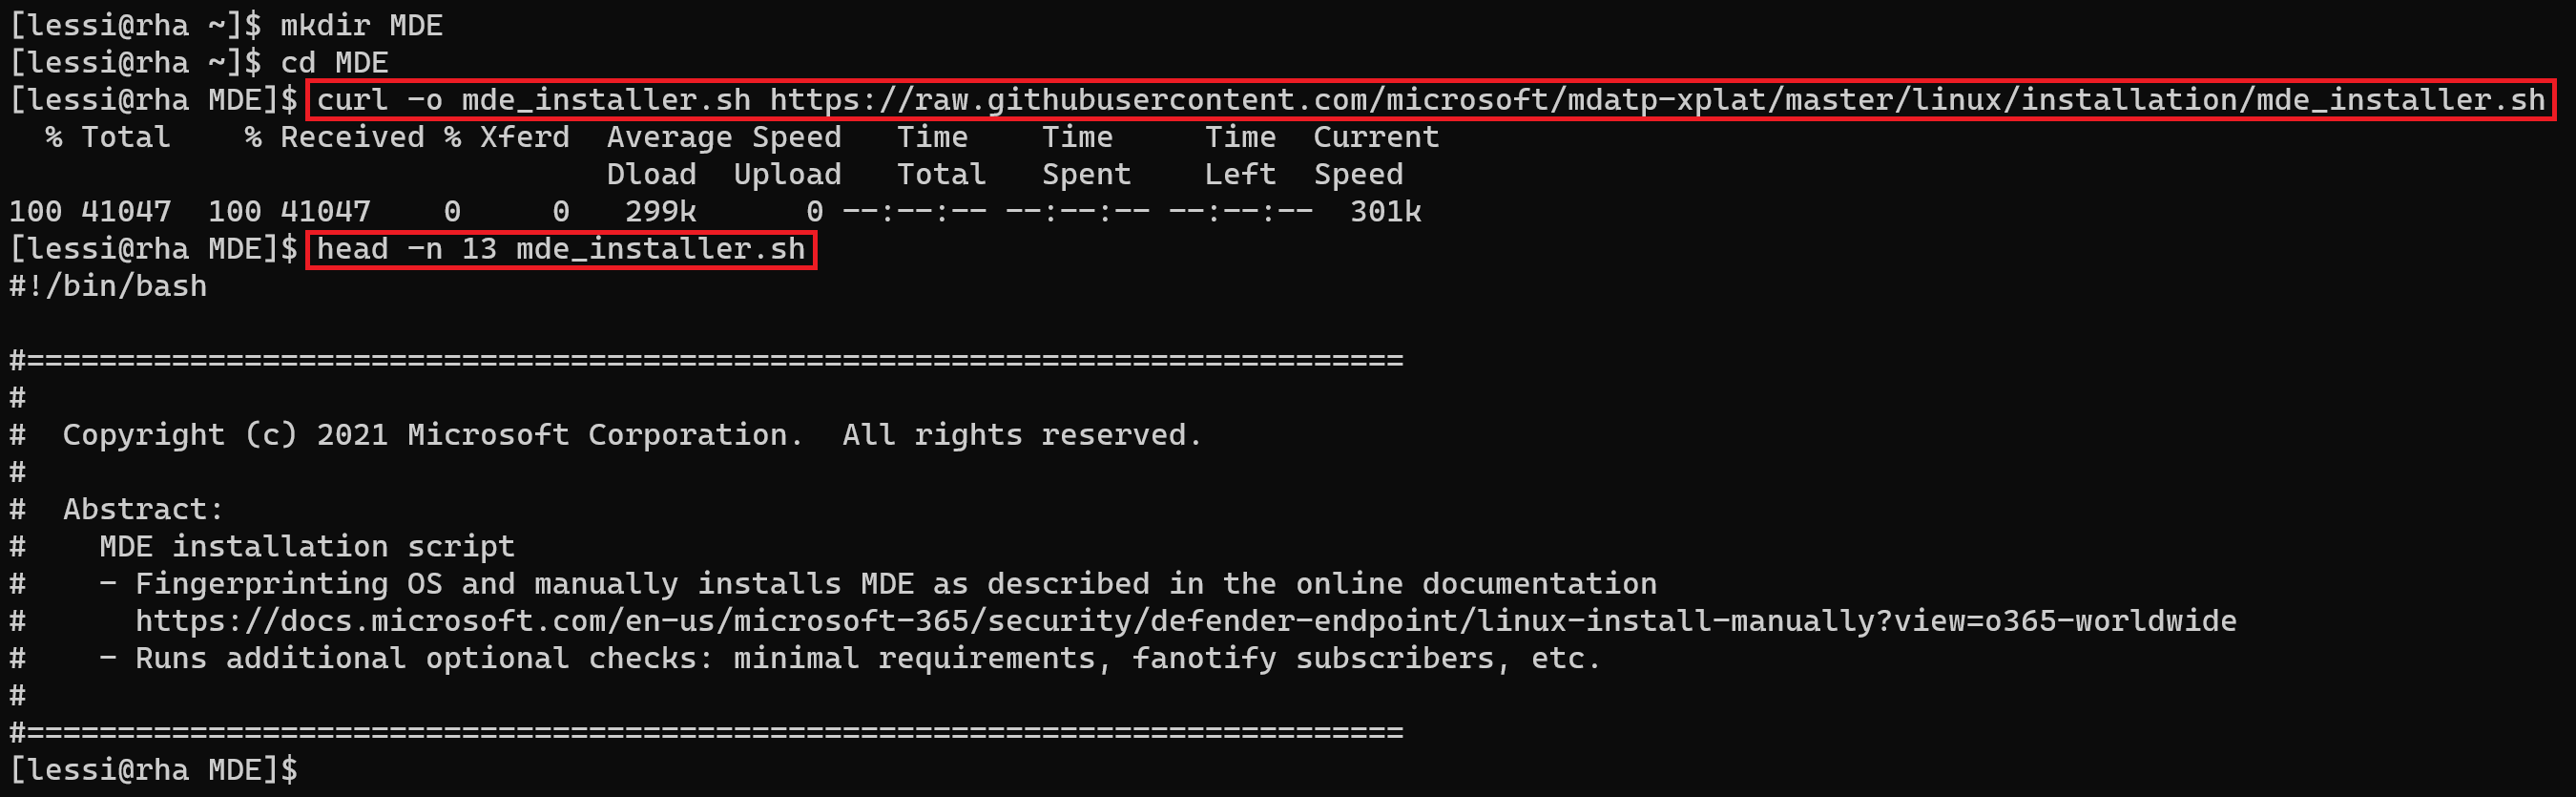 [lessi@rha ~]$ mkdir MDE
[lessi@rha ~]$ cd MDE
[lessi@rha MDE]$ curl -o mde_installer.sh https://raw.githubusercontent.com/microsoft/mdatp-xplat/master/linux/installation/mde_installer.sh
  % Total    % Received % Xferd  Average Speed   Time    Time     Time  Current
                                 Dload  Upload   Total   Spent    Left  Speed
100 41047  100 41047    0     0   299k      0 --:--:-- --:--:-- --:--:--  301k
[lessi@rha MDE]$ head -n 13 mde_installer.sh
#!/bin/bash

#============================================================================
#
#  Copyright (c) 2021 Microsoft Corporation.  All rights reserved.
#
#  Abstract:
#    MDE installation script
#    - Fingerprinting OS and manually installs MDE as described in the online documentation
#      https://docs.microsoft.com/en-us/microsoft-365/security/defender-endpoint/linux-install-manually?view=o365-worldwide
#    - Runs additional optional checks: minimal requirements, fanotify subscribers, etc.
#
#============================================================================
[lessi@rha MDE]$